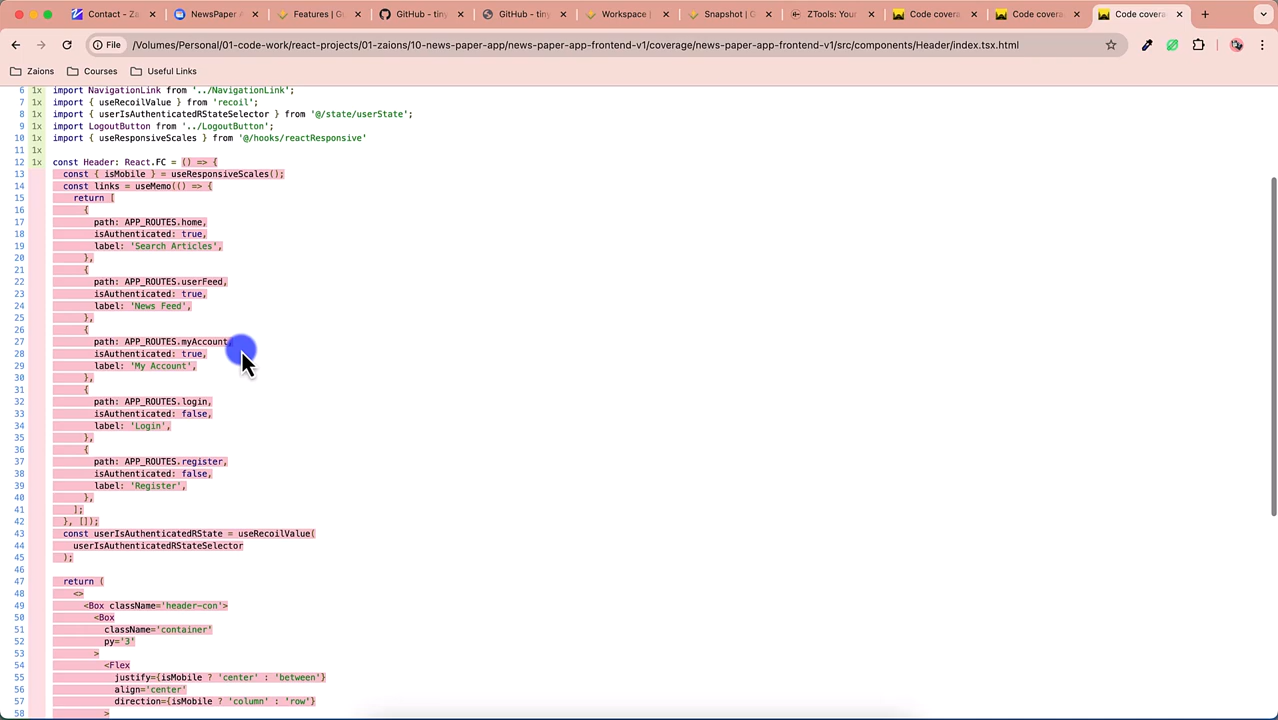 Contact - Za
NewsPaper A
Features | Gi
GitHub - tiny
GitHub - tiny
Workspace |
Snapshot | G
ZTools: Your
Code covera
Code covera
Code covera
File /Volumes/Personal/01-code-work/react-projects/01-zaions/10-news-paper-app/news-paper-app-frontend-v1/coverage/news-paper-app-frontend-v1/src/components/Header/index.tsx.html
Zaions Courses Useful Links
6 1x import NavigationLink from '../NavigationLink';
7 1x import { useRecoilValue } from 'recoil';
8 1x import { userIsAuthenticatedRStateSelector } from '@/state/userState';
9 1x import LogoutButton from '../LogoutButton';
10 1x import { useResponsiveScales } from '@/hooks/reactResponsive'
11 1x
12 1x const Header: React.FC = () => {
13 const { isMobile } = useResponsiveScales();
14 const links = useMemo(() => {
15 return [
16 {
17 path: APP_ROUTES.home,
18 isAuthenticated: true,
19 label: 'Search Articles',
20 },
21 {
22 path: APP_ROUTES.userFeed,
23 isAuthenticated: true,
24 label: 'News Feed',
25 },
26 {
27 path: APP_ROUTES.myAccount,
28 isAuthenticated: true,
29 label: 'My Account',
30 },
31 {
32 path: APP_ROUTES.login,
33 isAuthenticated: false,
34 label: 'Login',
35 },
36 {
37 path: APP_ROUTES.register,
38 isAuthenticated: false,
39 label: 'Register',
40 },
41 ];
42 }, []);
43 const userIsAuthenticatedRState = useRecoilValue(
44 userIsAuthenticatedRStateSelector
45 );
46
47 return (
48 <>
49 <Box className='header-con'>
50 <Box
51 className='container'
52 py='3'
53 >
54 <Flex
55 justify={isMobile ? 'center' : 'between'}
56 align='center'
57 direction={isMobile ? 'column' : 'row'}
58 >